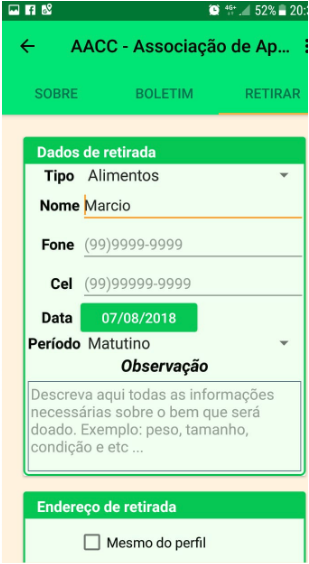 4G+ 52% 20:
AACC - Associação de Ap...
SOBRE BOLETIM RETIRAR
Dados de retirada
Tipo Alimentos
Nome Marcio
Fone (99)9999-9999
Cel (99)99999-9999
Data 07/08/2018
Período Matutino
Observação
Descreva aqui todas as informações
necessárias sobre o bem que será
doado. Exemplo: peso, tamanho,
condição e etc ...
Endereço de retirada
Mesmo do perfil